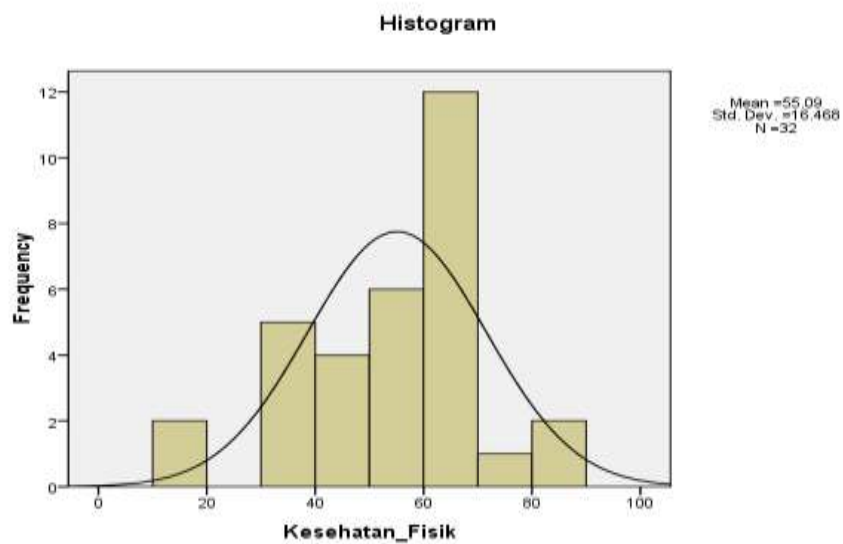 Histogram
Mean =55.09
Std. Dev. =16.468
N =32
Frequency
12
10
8
6
4
2
0
0 20 40 60 80 100
Kesehatan_Fisik